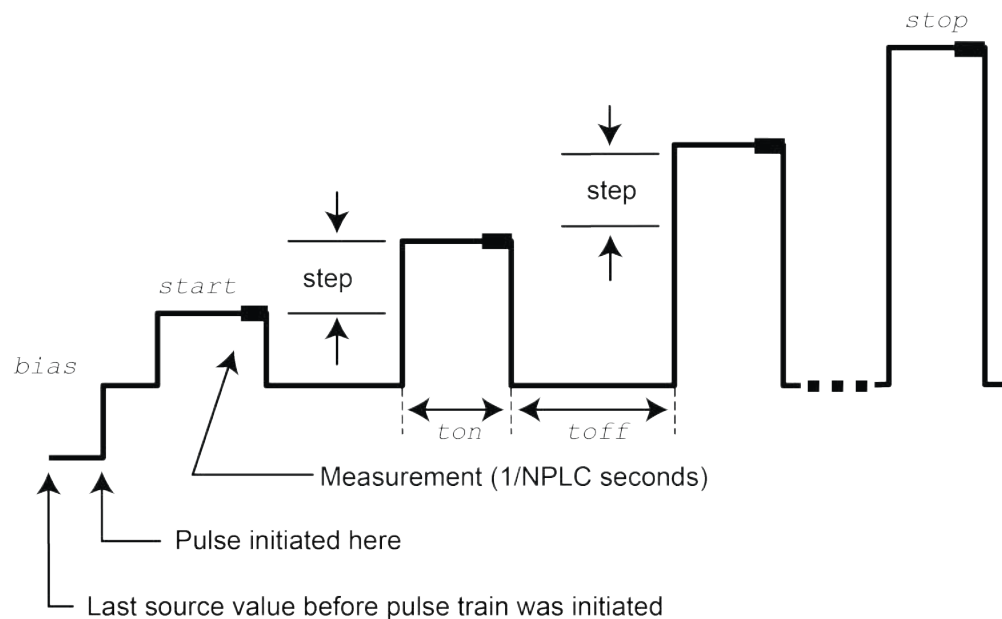 stop
step
step
start
bias
ton
toff
Measurement (1/NPLC seconds)
Pulse initiated here
Last source value before pulse train was initiated